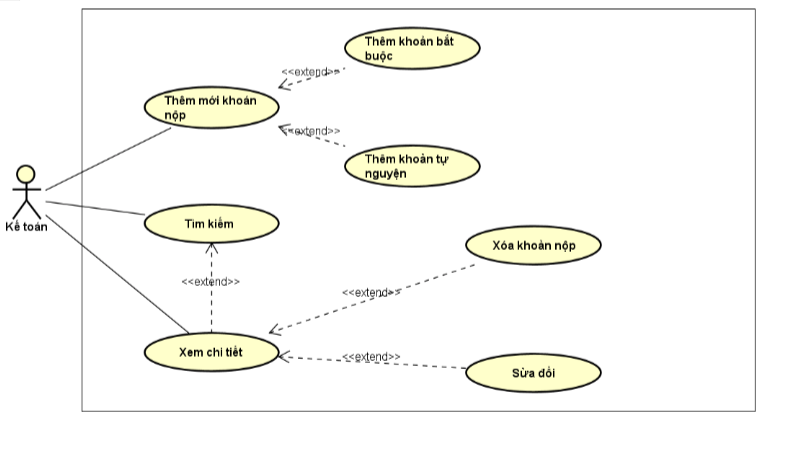 Thêm khoản bắt
buộc
<<extend>>
Thêm mới khoản
nộp
<<extend>>
Thêm khoản tự
nguyện
Kế toán
Tìm kiếm
Xóa khoản nộp
<<extend>>
<<extend>>
Xem chi tiết
<<extend>>
Sửa đổi